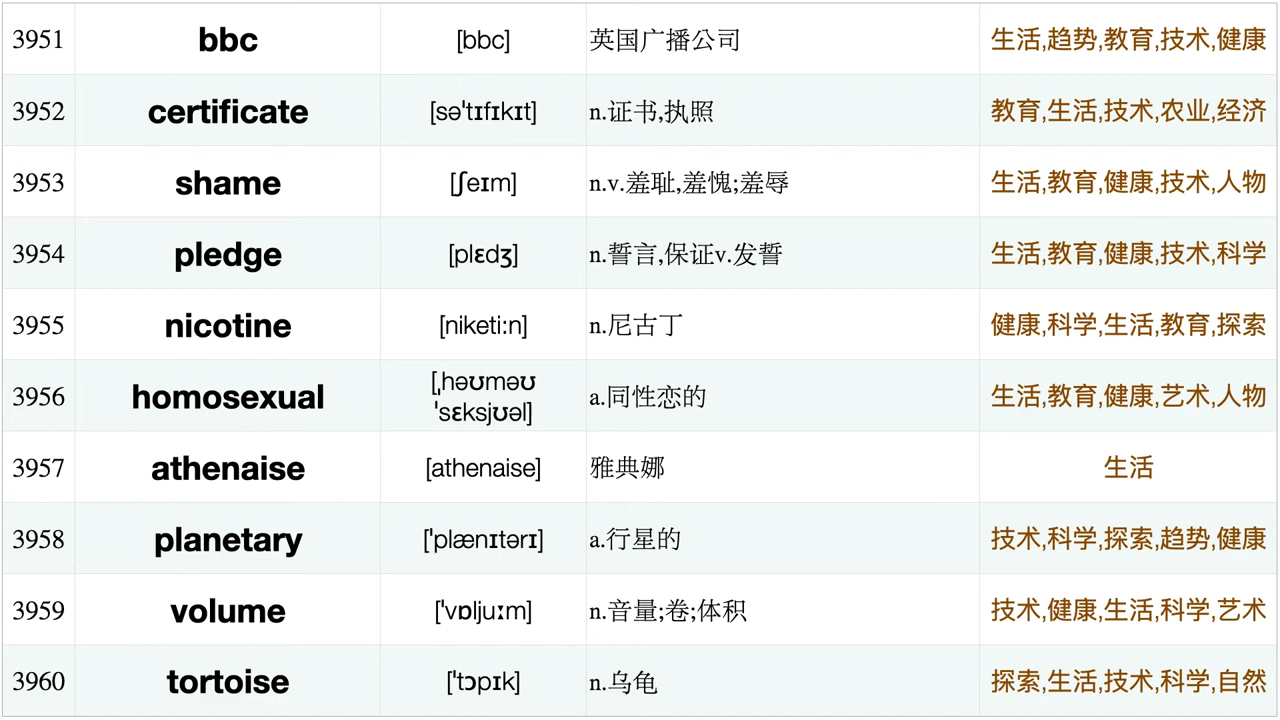 3951 bbc [bbc] 英国广播公司 生活,趋势,教育,技术,健康
3952 certificate [səˈtɪfɪkɪt] n.证书,执照 教育,生活,技术,农业,经济
3953 shame [ʃeɪm] n.v.羞耻,羞愧;羞辱 生活,教育,健康,技术,人物
3954 pledge [plɛdʒ] n.誓言,保证v.发誓 生活,教育,健康,技术,科学
3955 nicotine [niketi:n] n.尼古丁 健康,科学,生活,教育,探索
3956 homosexual [ˌhəʊməʊ
ˈsɛksjʊəl] a.同性恋的 生活,教育,健康,艺术,人物
3957 athenaise [athenaise] 雅典娜 生活
3958 planetary [ˈplænɪtərɪ] a.行星的 技术,科学,探索,趋势,健康
3959 volume [ˈvɒljuːm] n.音量;卷;体积 技术,健康,生活,科学,艺术
3960 tortoise [ˈtɔpɪk] n.乌龟 探索,生活,技术,科学,自然